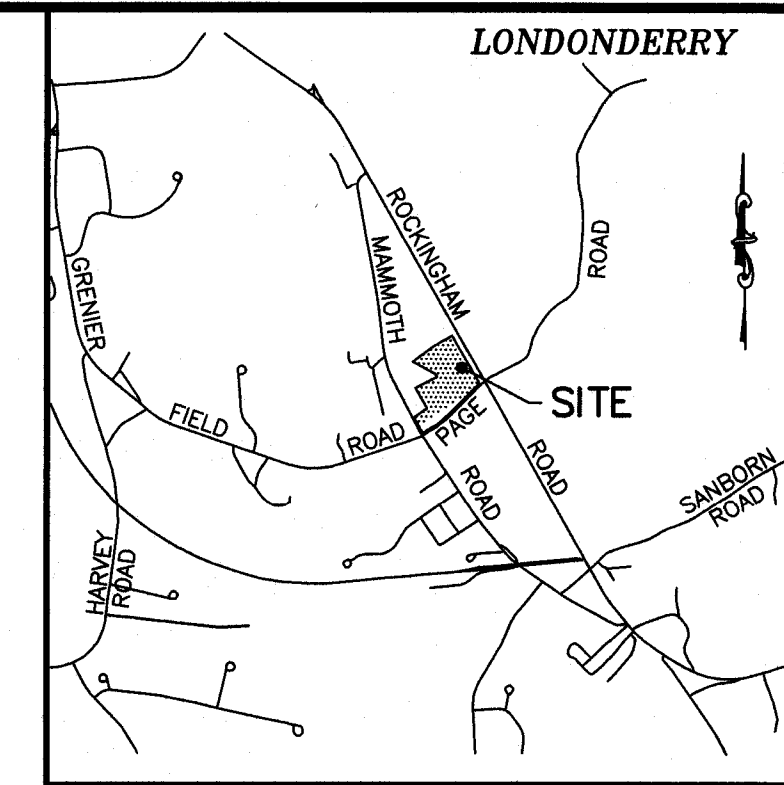 LONDONDERRY
ROCKINGHAM
MAMMOTH
ROAD
GRENIER
SITE
FIELD
ROAD
PAGE
ROAD
ROAD
SANBORN
ROAD
HARVEY
ROAD